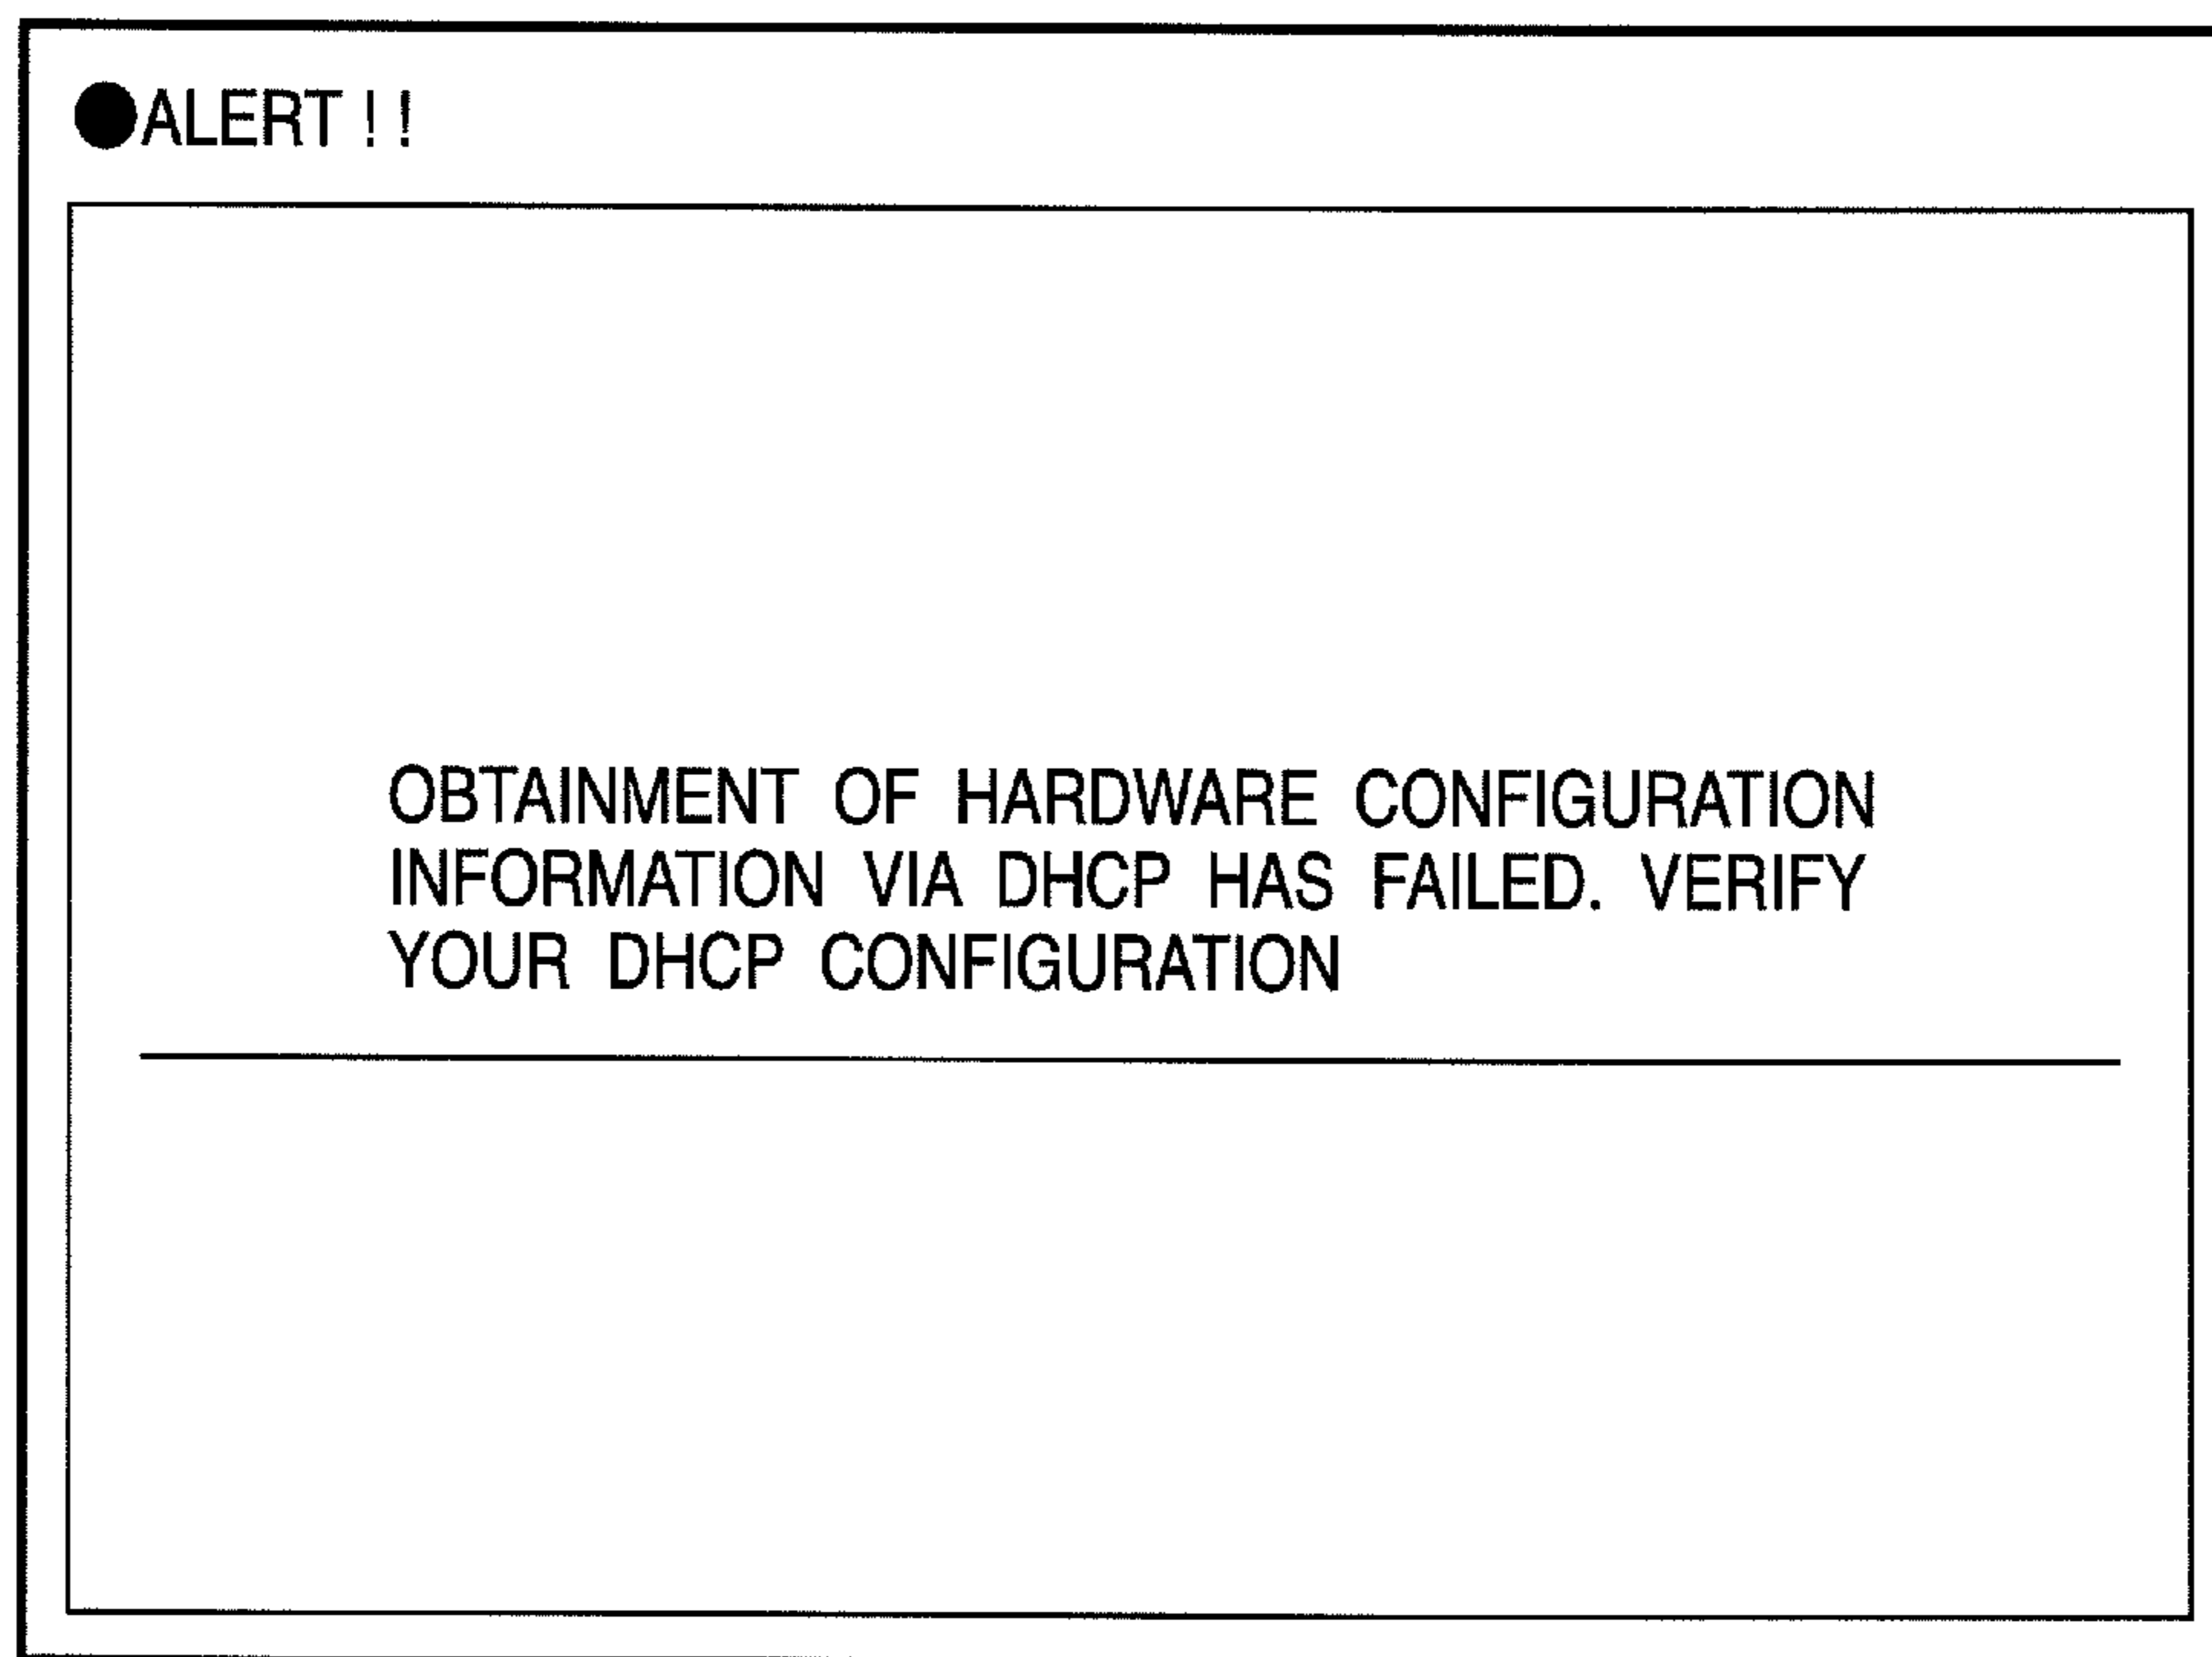 ●ALERT !!
OBTAINMENT OF HARDWARE CONFIGURATION
INFORMATION VIA DHCP HAS FAILED. VERIFY
YOUR DHCP CONFIGURATION